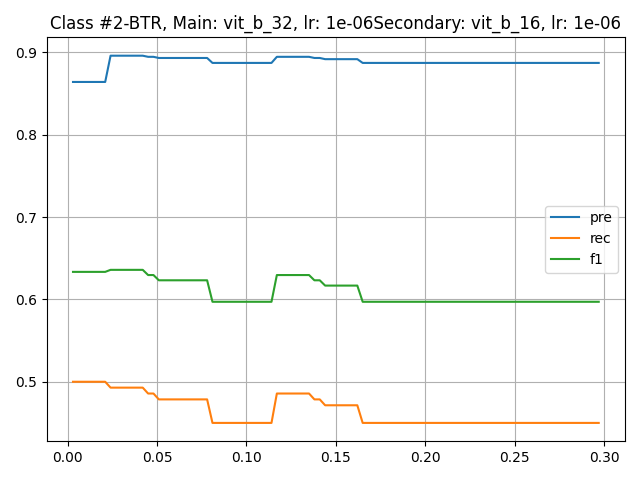 Class #2-BTR, Main: vit_b_32, lr: 1e-06Secondary: vit_b_16, lr: 1e-06
0.9
0.8
0.7
0.6
0.5
pre
rec
f1
0.00 0.05 0.10 0.15 0.20 0.25 0.30